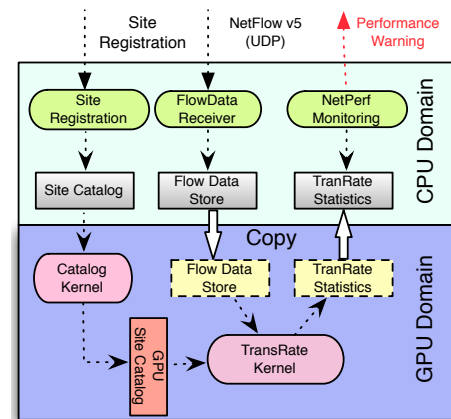 Site
Registration
NetFlow v5
(UDP)
Performance
Warning
Site
Registration
FlowData
Receiver
NetPerf
Monitoring
CPU Domain
Site Catalog
Flow Data
Store
TranRate
Statistics
Copy
Catalog
Kernel
Flow Data
Store
TranRate
Statistics
GPU Domain
GPU
Site Catalog
TransRate
Kernel